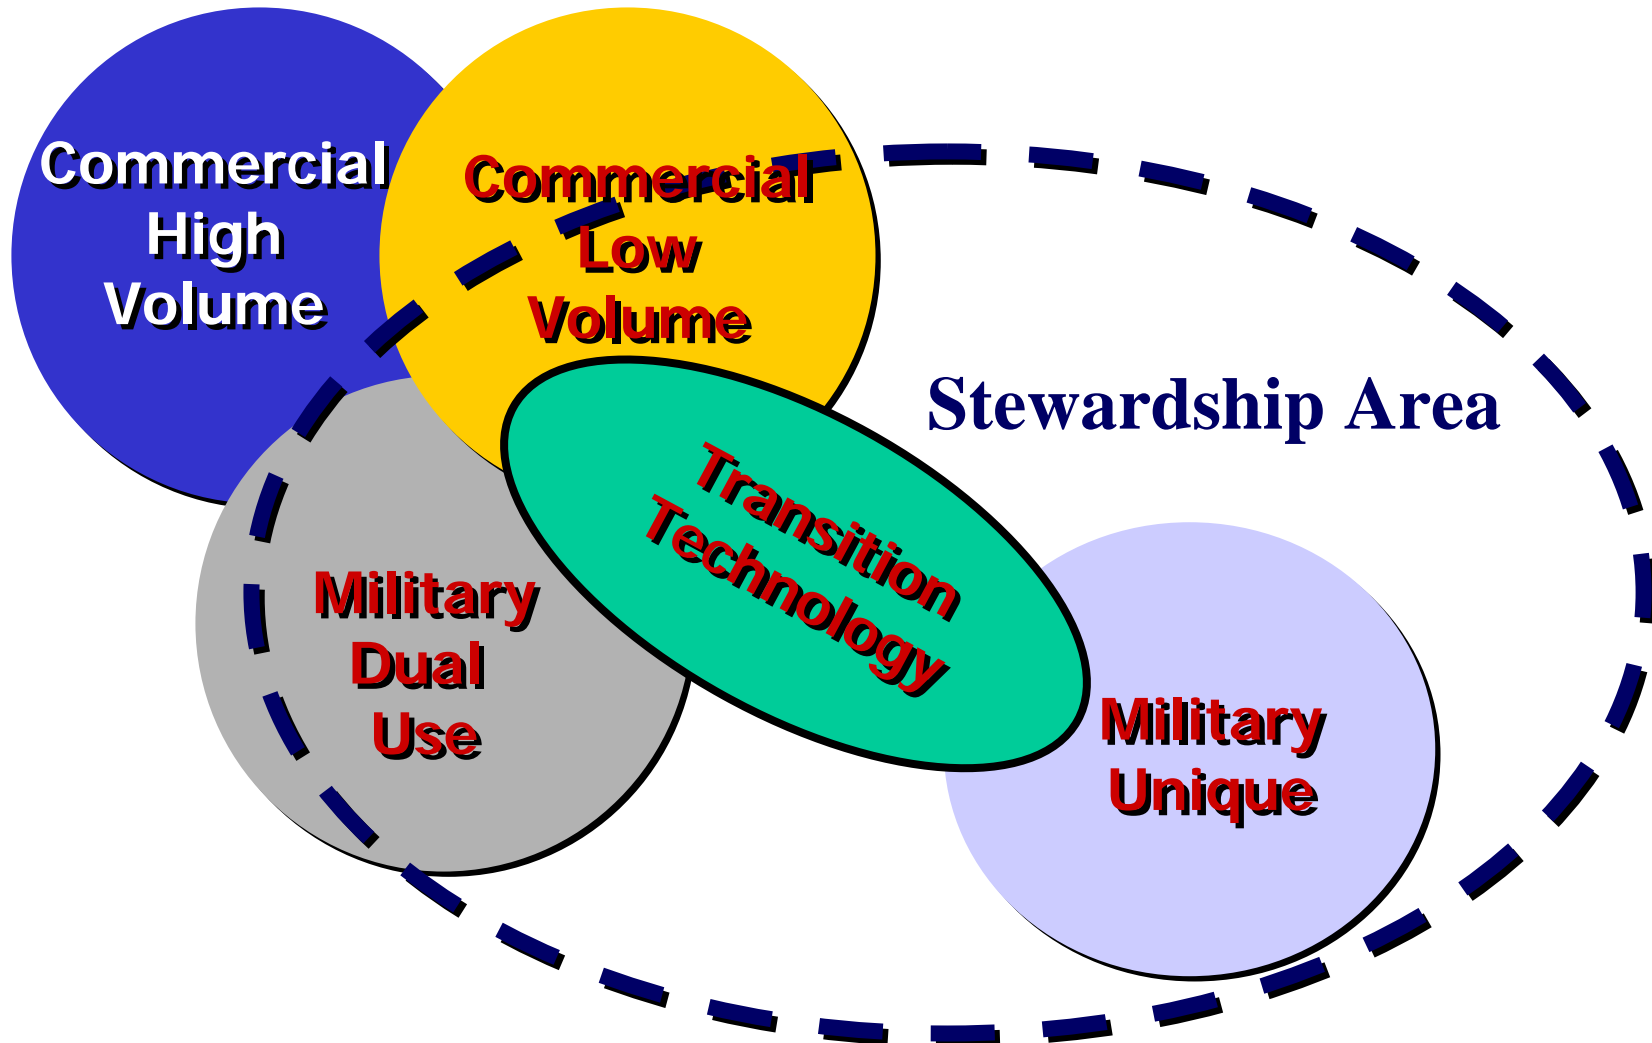 Commercial
High
Volume
Commercial
Low
Volume
Stewardship Area
Transition
Technology
Military
Dual
Use
Military
Unique